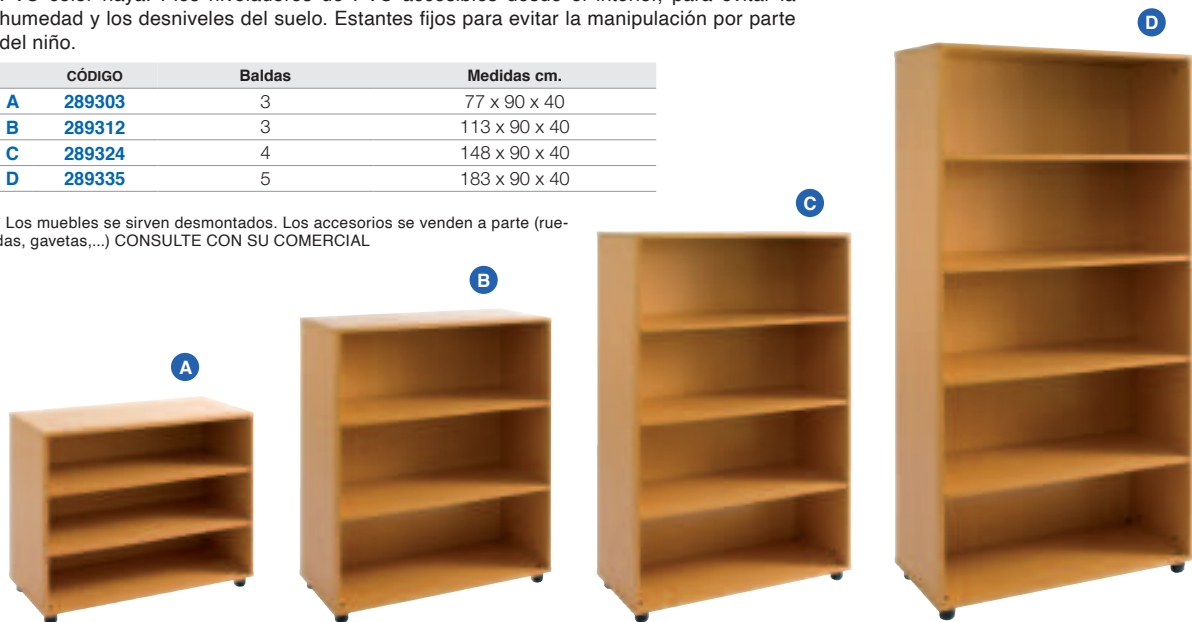 humedad y los desniveles del suelo. Estantes fijos para evitar la manipulación por parte
del niño.
CÓDIGO Baldas Medidas cm.
A 289303 3 77 x 90 x 40
B 289312 3 113 x 90 x 40
C 289324 4 148 x 90 x 40
D 289335 5 183 x 90 x 40
Los muebles se sirven desmontados. Los accesorios se venden a parte (rue-
das, gavetas,...) CONSULTE CON SU COMERCIAL
A
B
C
D